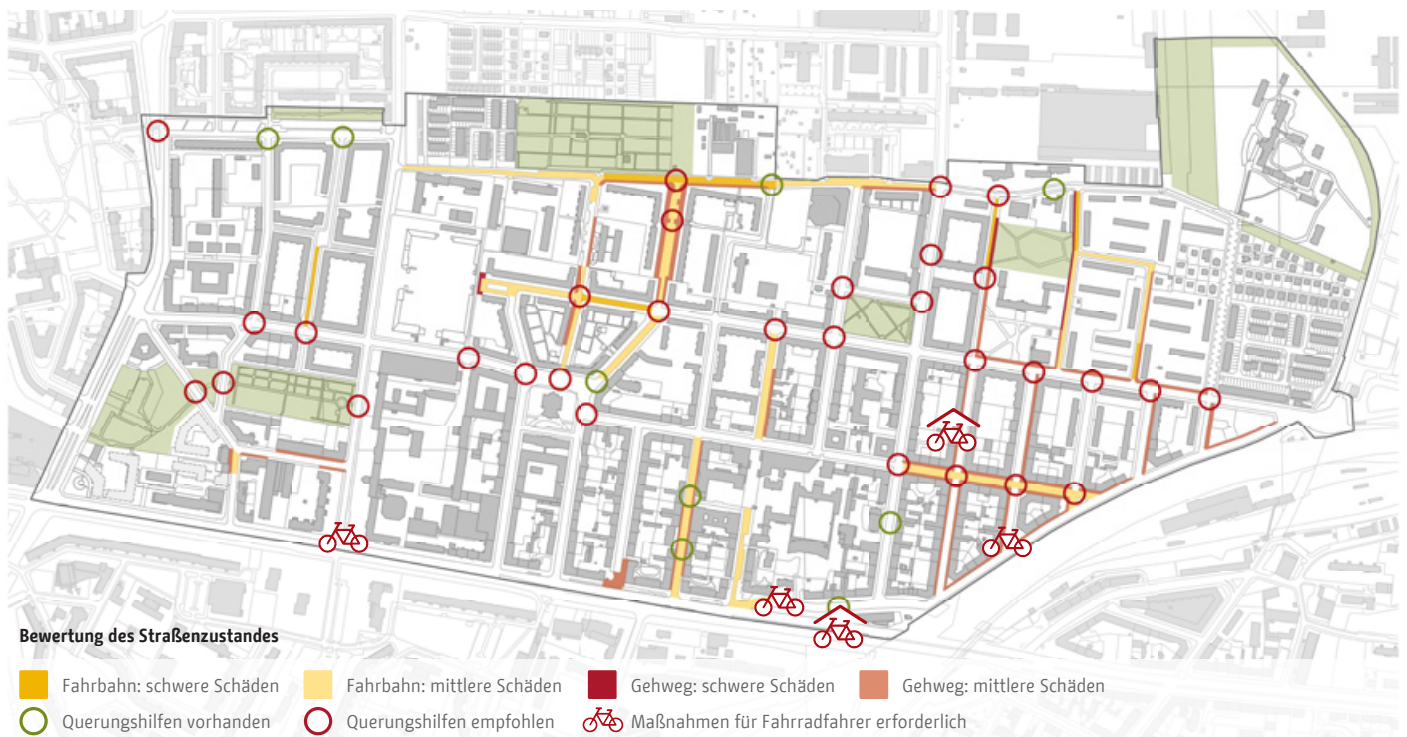 Bewertung des Straßenzustandes
Fahrbahn: schwere Schäden Fahrbahn: mittlere Schäden Gehweg: schwere Schäden Gehweg: mittlere Schäden
Querungshilfen vorhanden Querungshilfen empfohlen Maßnahmen für Fahrradfahrer erforderlich